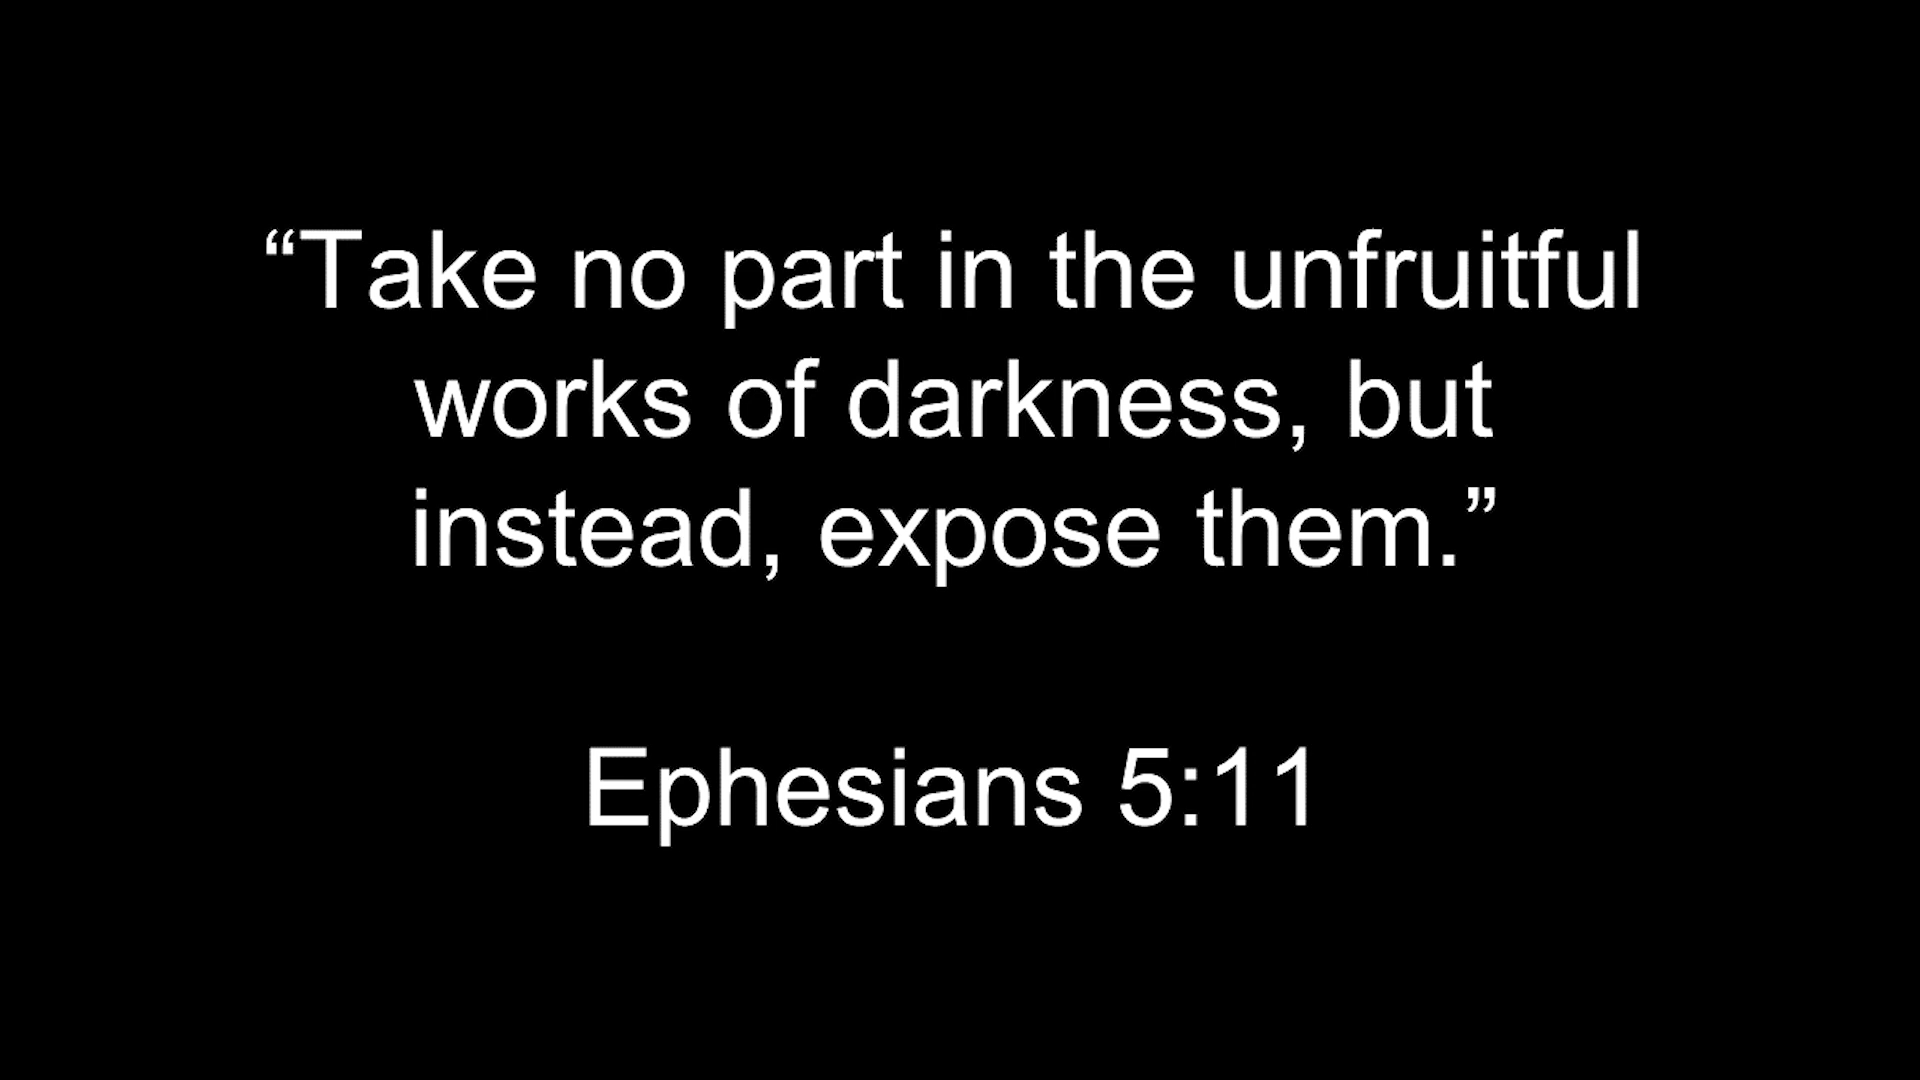 “Take no part in the unfruitful
works of darkness, but
instead, expose them.”
Ephesians 5:11